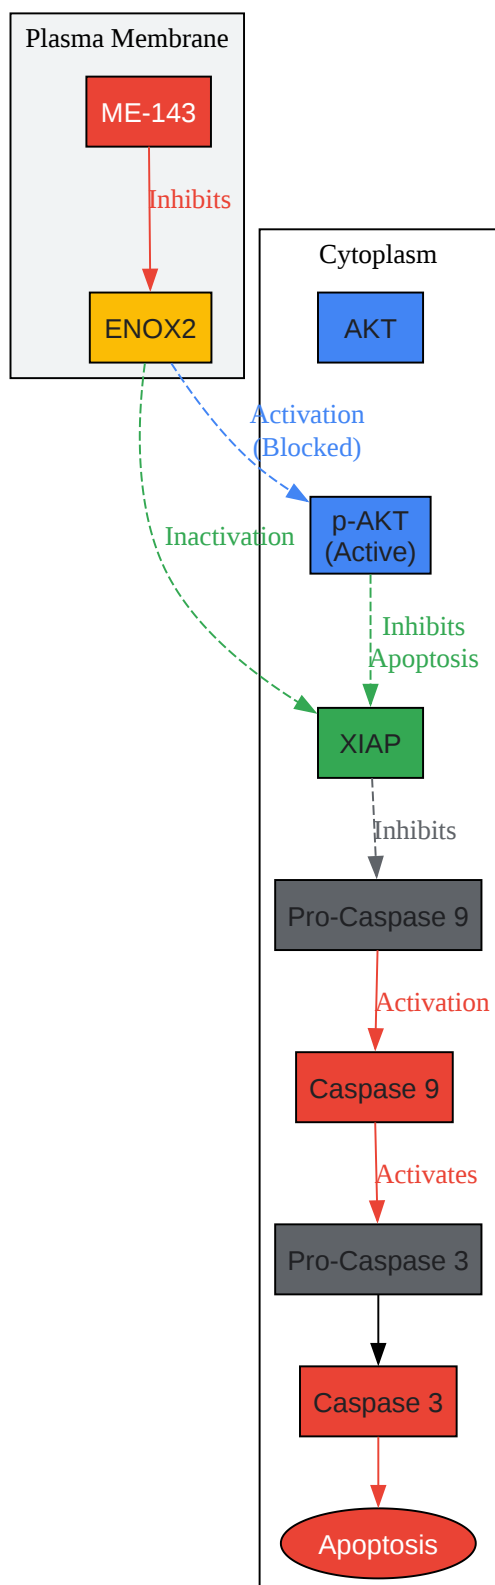 Plasma Membrane
ME-143
Inhibits
ENOX2
Cytoplasm
AKT
Activation
(Blocked)
p-AKT
(Active)
Inactivation
Inhibits
Apoptosis
XIAP
Inhibits
Pro-Caspase 9
Activation
Caspase 9
Activates
Pro-Caspase 3
Caspase 3
Apoptosis